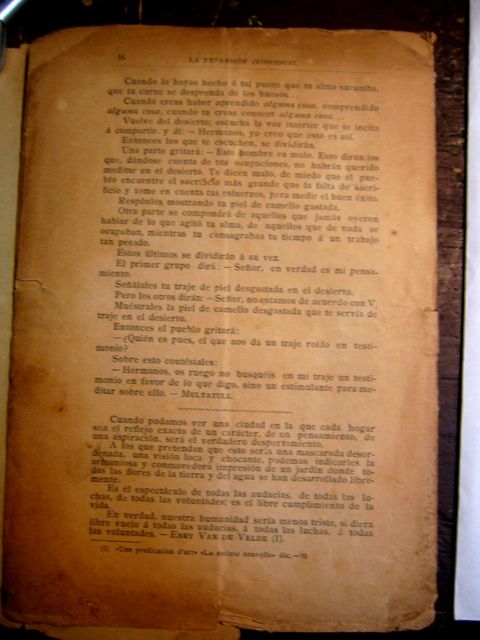 36 LA EXPANSIÓN INDIVIDUAL
Cuando lo hayas hecho á tal punto que tu alma sucumba,
que tu carne se desprenda de los huesos...
Cuando creas haber aprendido alguna cosa, comprendido
alguna cosa, cuando tu creas conocer alguna cosa...
Vuelve del desierto; escucha la voz interior que te incita
á compartir, y di: — Hermanos, yo creo que esto es así.
Entonces los que te escuchen, se dividirán.
Una parte gritará: — Este hombre es malo. Esto dirán los
que, dándose cuenta de tus ocupaciones, no habrán querido
meditar en el desierto. Te dicen malo, de miedo que el pue-
blo encuentre el sacrificio más grande que la falta de sacri-
ficio y tome en cuenta tus esfuerzos, para medir el buen éxito.
Respónles mostrando tu piel de camello gastada.
Otra parte se compondrá de aquellos que jamás oyeron
hablar de lo que agitó tu alma, de aquellos que de nada se
ocupaban, mientras tu consagrabas tu tiempo á un trabajo
tan pesado.
Estos últimos se dividirán á su vez.
El primer grupo dirá: — Señor, en verdad es mi pensa-
miento.
Señálales tu traje de piel desgastada en el desierto.
Pero los otros dirán: — Señor, no estamos de acuerdo con V.
Muéstrales la piel de camello desgastada que te servía de
traje en el desierto.
Entonces el pueblo gritará:
—¿Quién es pues, el que nos da un traje roído en testi-
monio?
Sobre esto contéstales:
— Hermanos, os ruego no busquéis en mi traje un testi-
monio en favor de lo que digo, sino un estimulante para me-
ditar sobre ello. — MULTATULI.
Cuando podamos ver una ciudad en la que cada hogar
sea el reflejo exacto de un carácter, de un pensamiento, de
una aspiración, será el verdadero despertamiento.
A los que pretendan que esto sería una mascarada desor-
denada, una visión loca y chocante, podemos indicarles la
armoniosa y conmovedora impresión de un jardín donde to-
das las flores de la tierra y del agua se han desarrollado libre-
mente.
Es el espectáculo de todas las audacias, de todas las lu-
chas, de todas las voluntades; es el libre cumplimiento de la
vida.
En verdad, nuestra humanidad sería menos triste, si diera
libre vuelo á todas las audacias, á todas las luchas, á todas
las voluntades. — ENRY VAN DE VELDE (1).
(1) «Une predication d'art» «La societé nouvelle» dic.—95